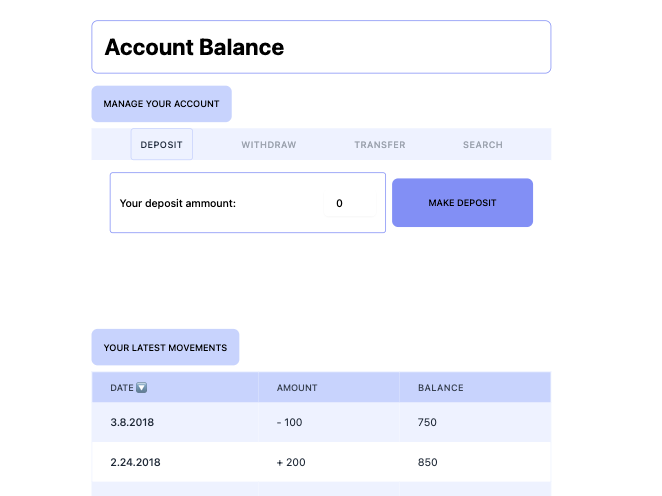 Account Balance
MANAGE YOUR ACCOUNT
DEPOSIT WITHDRAW TRANSFER SEARCH
Your deposit ammount: 0 MAKE DEPOSIT
YOUR LATEST MOVEMENTS
DATE AMOUNT BALANCE
3.8.2018 - 100 750
2.24.2018 + 200 850